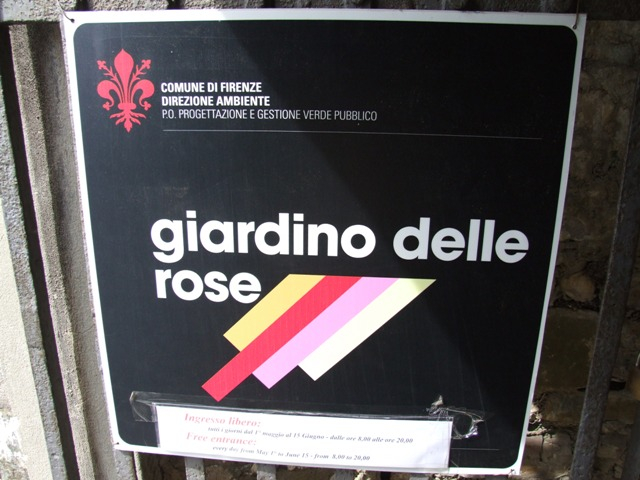 COMUNE DI FIRENZE
DIREZIONE AMBIENTE
P.O. PROGETTAZIONE E GESTIONE VERDE PUBBLICO
giardino delle
rose
Ingresso libero:
tutti i giorni dal 1° maggio al 15 Giugno - dalle ore 8,00 alle ore 20,00
Free entrance:
every day from May 1° to June 15 - from 8.00 to 20,00